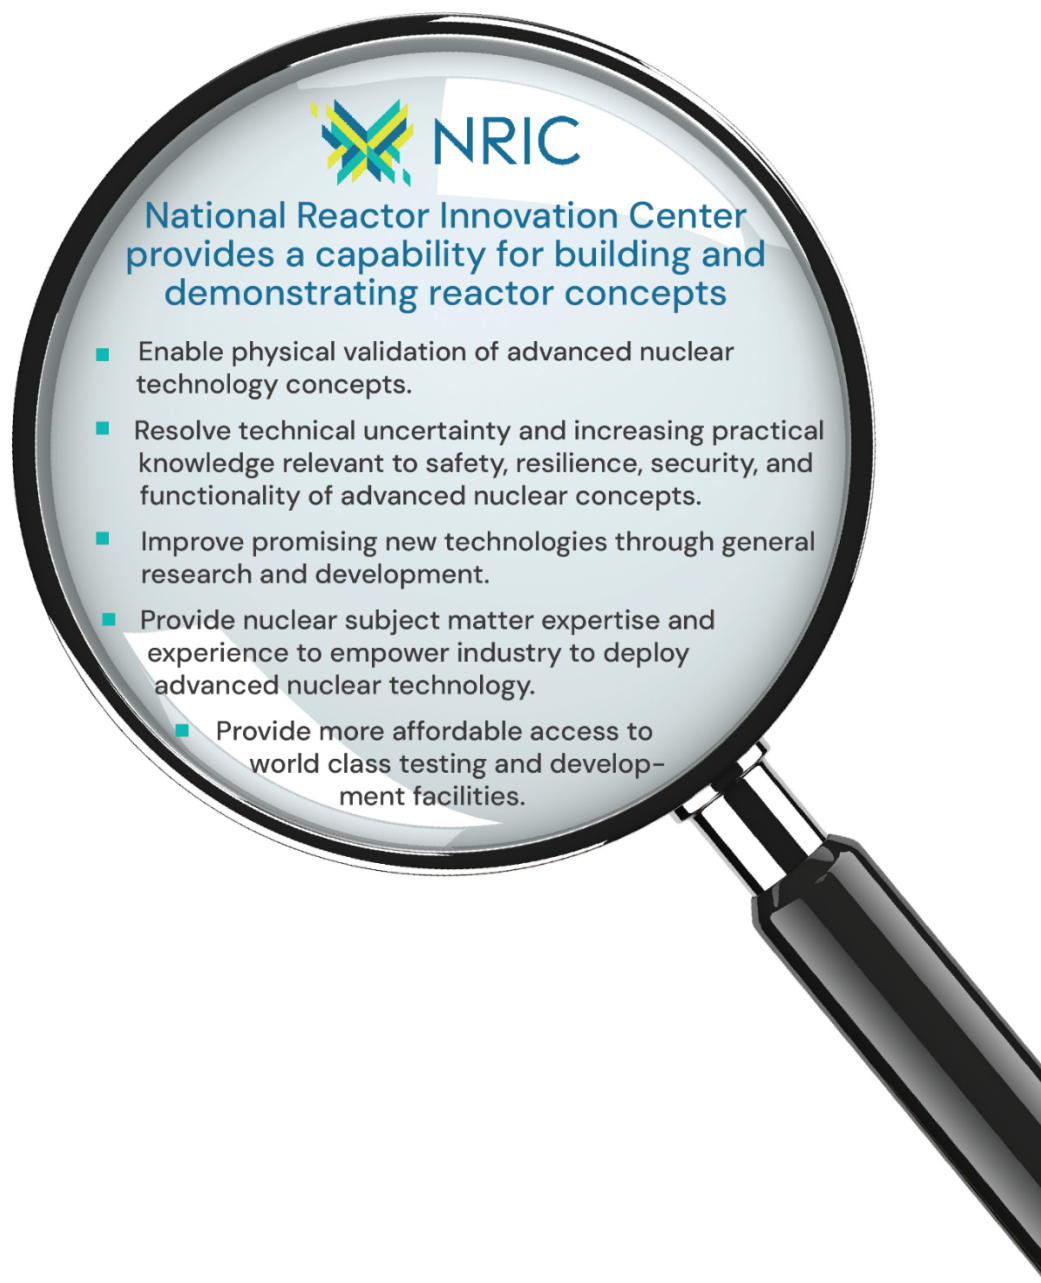 NRIC
National Reactor Innovation Center
provides a capability for building and
demonstrating reactor concepts
Enable physical validation of advanced nuclear
technology concepts.
Resolve technical uncertainty and increasing practical
knowledge relevant to safety, resilience, security, and
functionality of advanced nuclear concepts.
Improve promising new technologies through general
research and development.
Provide nuclear subject matter expertise and
experience to empower industry to deploy
advanced nuclear technology.
Provide more affordable access to
world class testing and develop-
ment facilities.